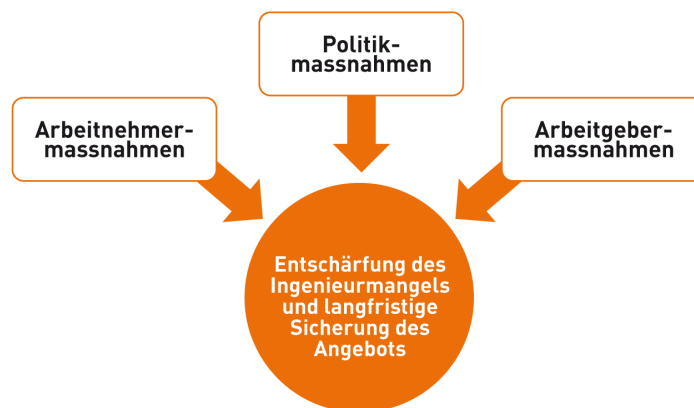 Politik-
massnahmen
Arbeitnehmer-
massnahmen
Arbeitgeber-
massnahmen
Entschärfung des
Ingenieurmangels
und langfristige
Sicherung des
Angebots